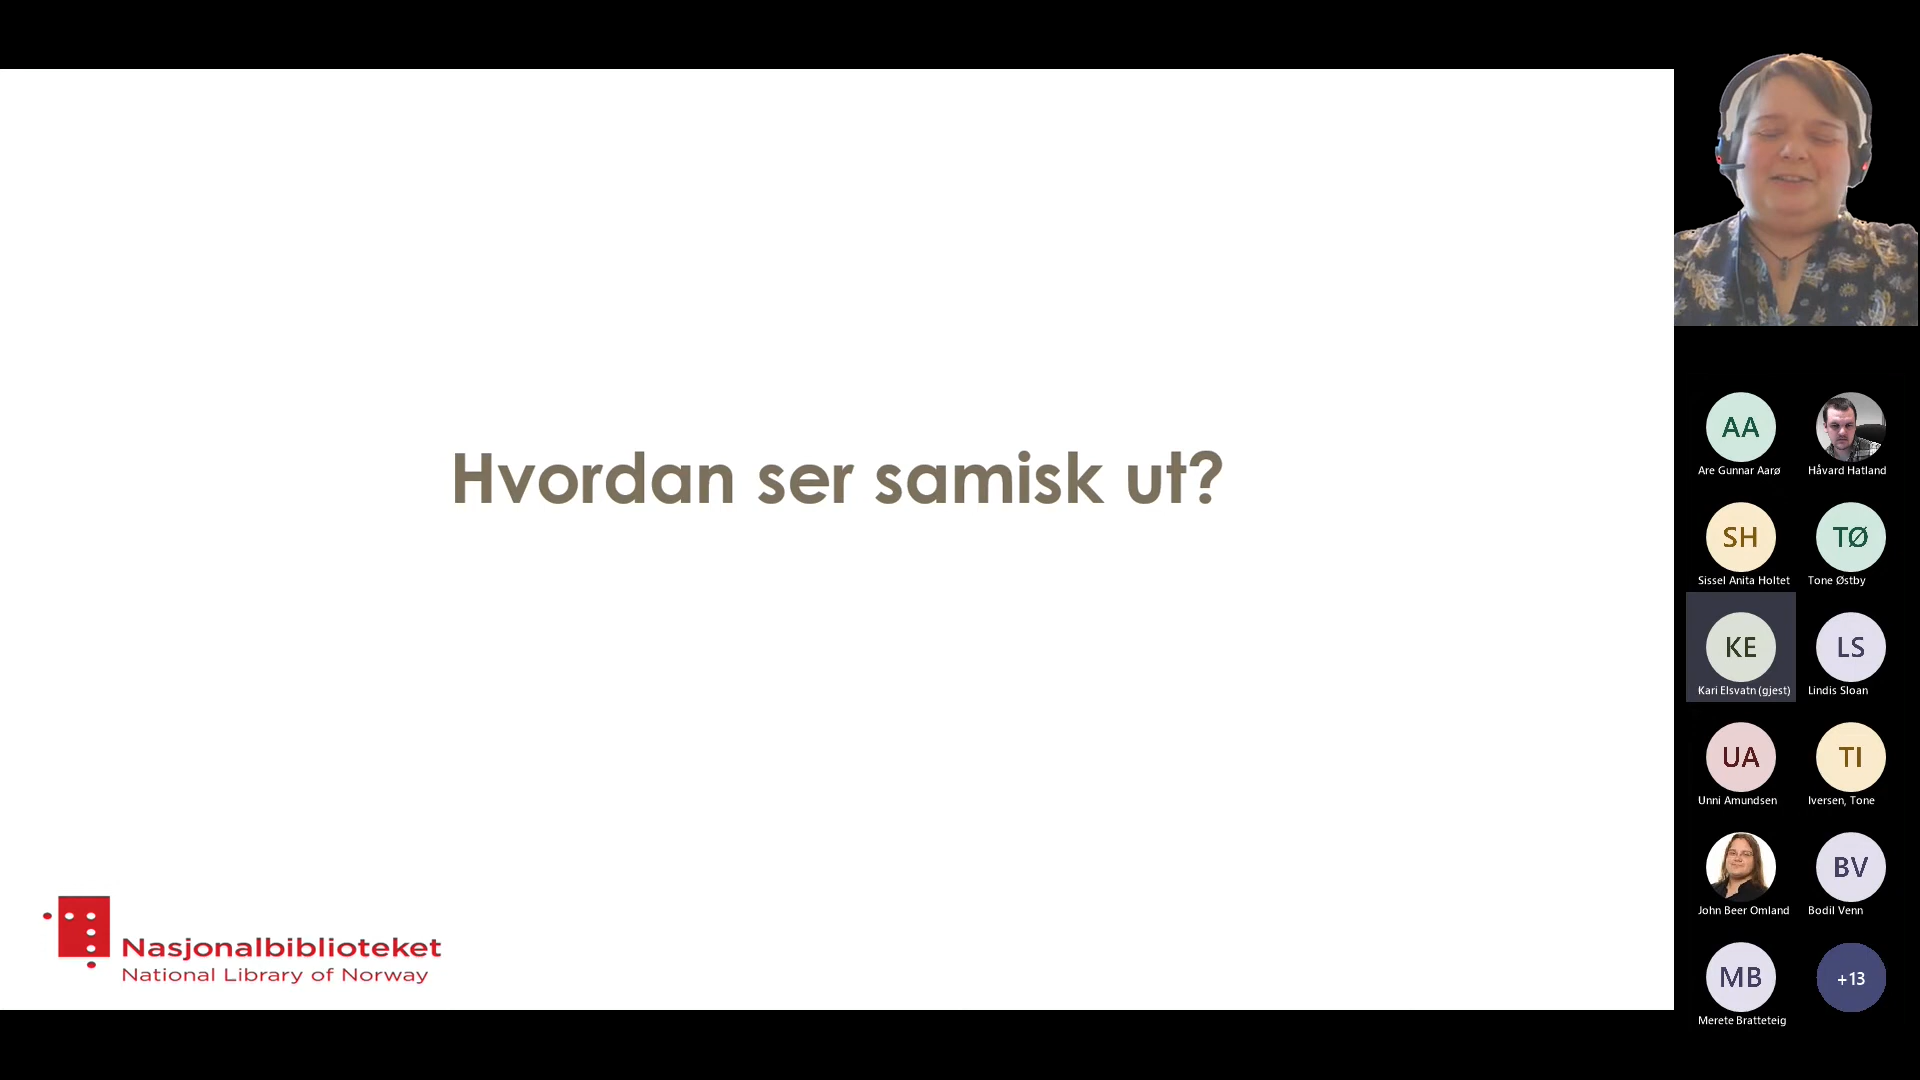 Hvordan ser samisk ut?
Nasjonalbiblioteket
National Library of Norway
AA
Are Gunnar Aarø
Håvard Hatland
SH
Sissel Anita Holtet
TØ
Tone Østby
KE
Kari Elsvatn (gjest)
LS
Lindis Sloan
UA
Unni Amundsen
TI
Iversen, Tone
John Beer Omland
BV
Bodil Venn
MB
Merete Bratteteig
+13